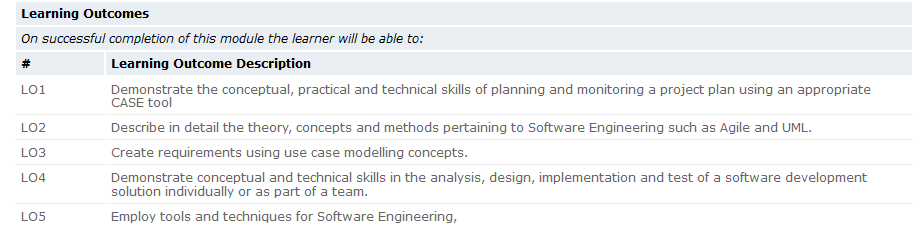 Learning Outcomes
On successful completion of this module the learner will be able to:
# Learning Outcome Description
LO1 Demonstrate the conceptual, practical and technical skills of planning and monitoring a project plan using an appropriate
CASE tool
LO2 Describe in detail the theory, concepts and methods pertaining to Software Engineering such as Agile and UML.
LO3 Create requirements using use case modelling concepts.
LO4 Demonstrate conceptual and technical skills in the analysis, design, implementation and test of a software development
solution individually or as part of a team.
LO5 Employ tools and techniques for Software Engineering,